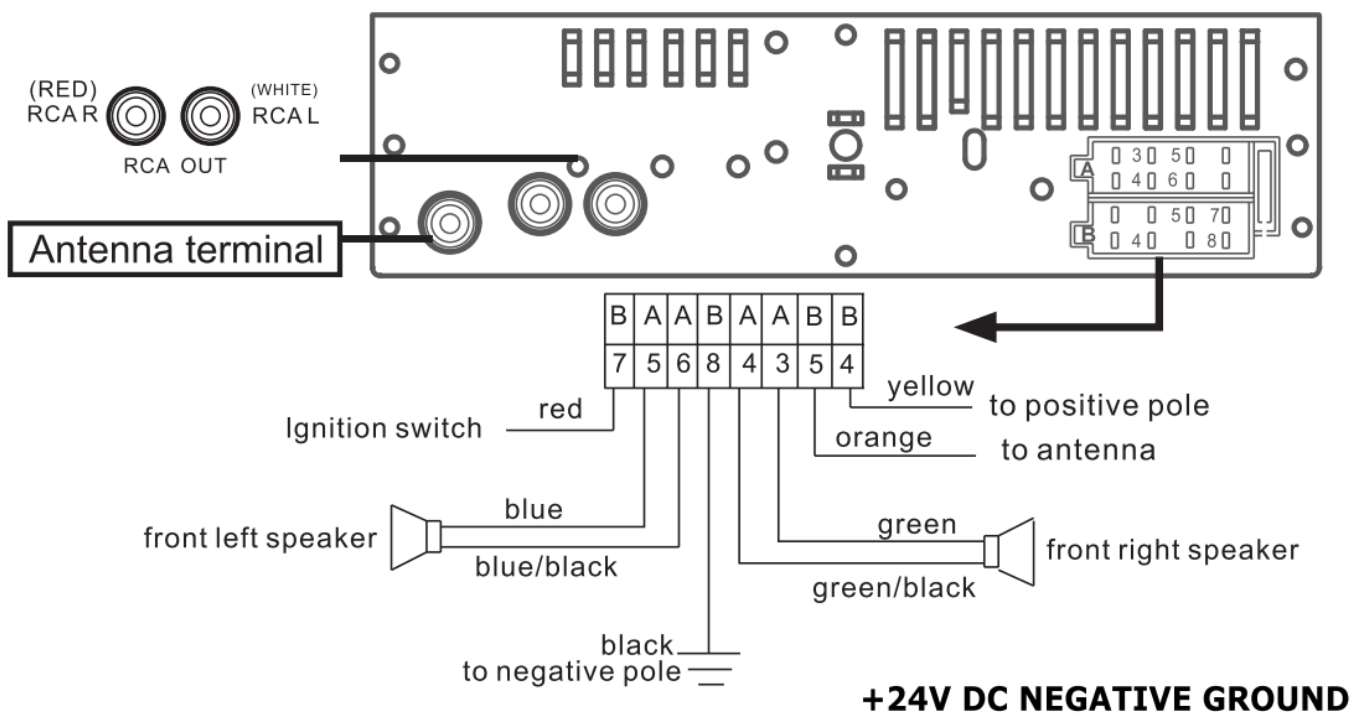 (RED)
RCA R
(WHITE)
RCA L
RCA OUT
Antenna terminal
A 3 5
4 6
5 7
B 4 8
B A A B A A B B
7 5 6 8 4 3 5 4
red
Ignition switch
yellow
to positive pole
orange
to antenna
blue
front left speaker
blue/black
green
front right speaker
green/black
black
to negative pole
+24V DC NEGATIVE GROUND